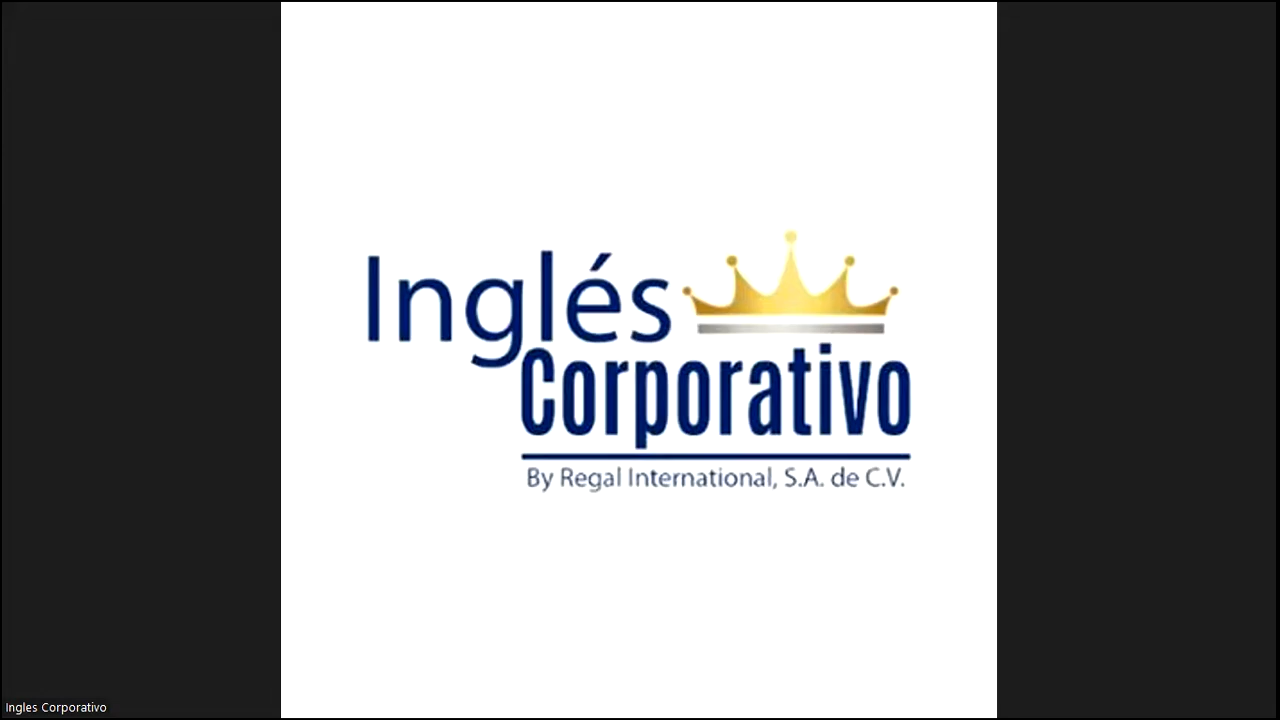 Inglés
Corporativo
By Regal International, S.A. de C.V.
Ingles Corporativo